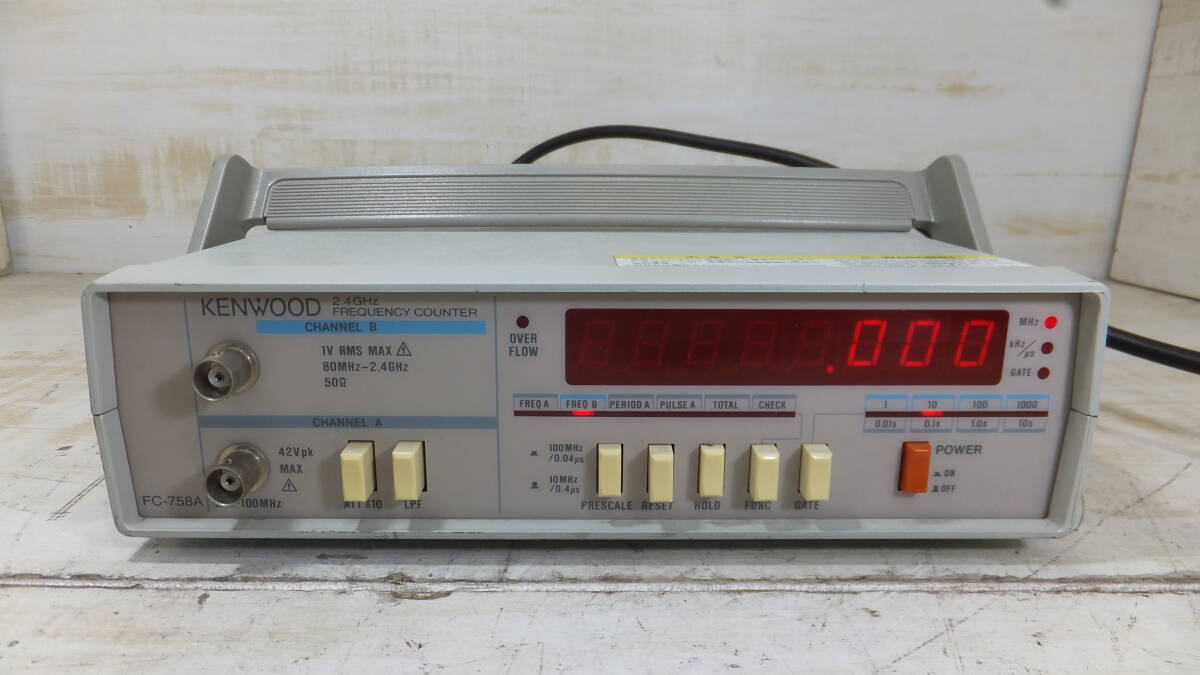 KENWOOD 2.4GHz
FREQUENCY COUNTER
CHANNEL B
1V RMS MAX
80MHz-2.4GHz
50Ω
CHANNEL A
42Vpk
MAX
100MHz
FC-758A
ATT X10
LPF
OVER
FLOW
.000
MHz
kHz
/μs
GATE
FREQ A FREQ B PERIOD A PULSE A TOTAL CHECK
1 10 100 1000
0.01s 0.1s 1.0s 10s
100MHz
/0.04μs
10MHz
/0.4μs
PRESCALE RESET HOLD FUNC GATE
POWER
ON
OFF